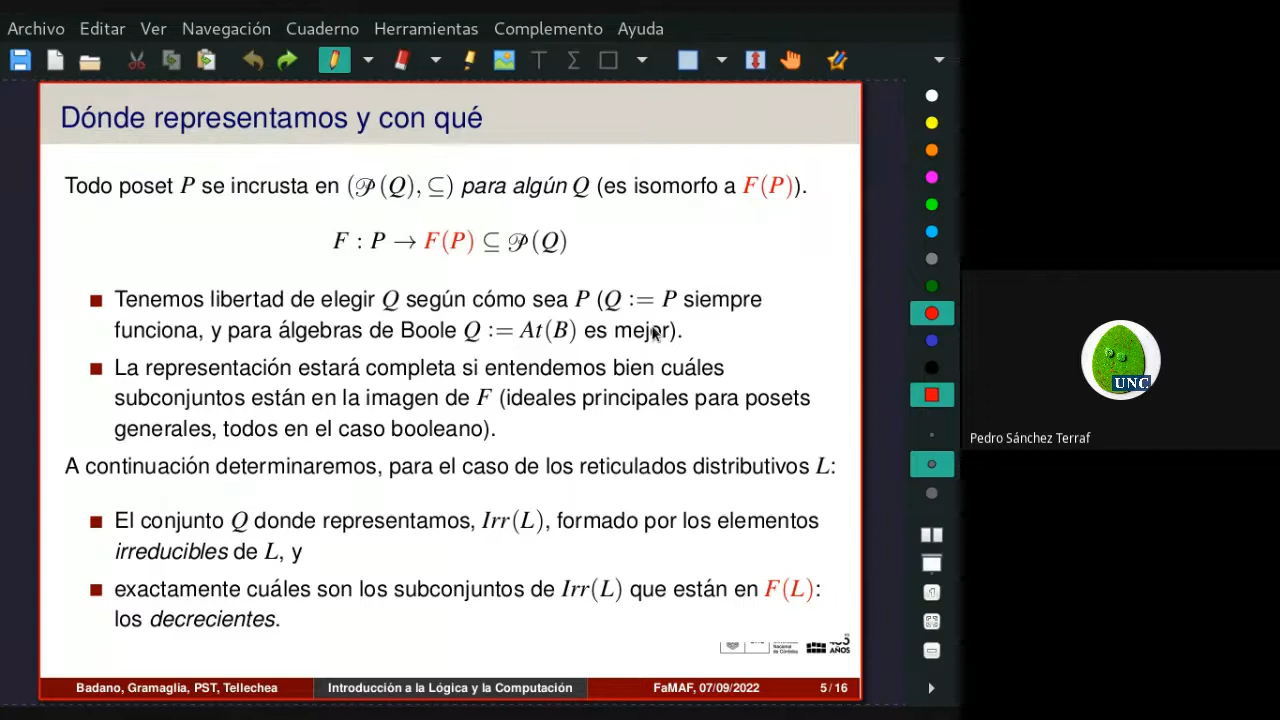 Archivo Editar Ver Navegación Cuaderno Herramientas Complemento Ayuda
Dónde representamos y con qué
Todo poset P se incrusta en (𝒫(Q), ⊆) para algún Q (es isomorfo a F(P)).
F : P → F(P) ⊆ 𝒫(Q)
Tenemos libertad de elegir Q según cómo sea P (Q := P siempre
funciona, y para álgebras de Boole Q := At(B) es mejor).
La representación estará completa si entendemos bien cuáles
subconjuntos están en la imagen de F (ideales principales para posets
generales, todos en el caso booleano).
A continuación determinaremos, para el caso de los reticulados distributivos L:
El conjunto Q donde representamos, Irr(L), formado por los elementos
irreducibles de L, y
exactamente cuáles son los subconjuntos de Irr(L) que están en F(L):
los decrecientes.
AÑOS
Badano, Gramaglia, PST, Tellechea Introducción a la Lógica y la Computación FaMAF, 07/09/2022 5 / 16
UNC
Pedro Sánchez Terraf